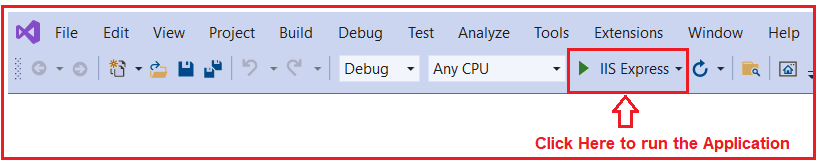 File Edit View Project Build Debug Test Analyze Tools Extensions Window Help
Debug Any CPU IIS Express
Click Here to run the Application